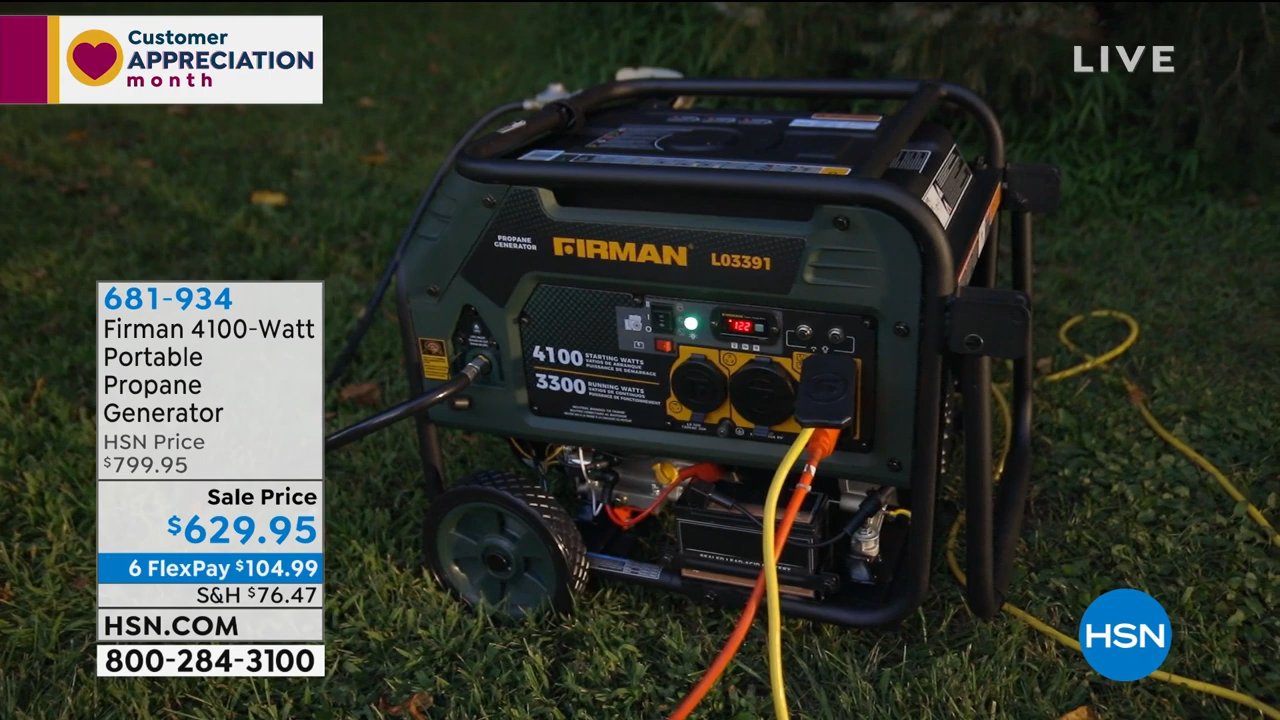 Customer
APPRECIATION
month
LIVE
PROPANE
GENERATOR
FIRMAN
L03391
4100 STARTING WATTS
3300 RUNNING WATTS
122
681-934
Firman 4100-Watt
Portable
Propane
Generator
HSN Price
$799.95
Sale Price
$629.95
6 FlexPay $104.99
S&H $76.47
HSN.COM
800-284-3100
HSN